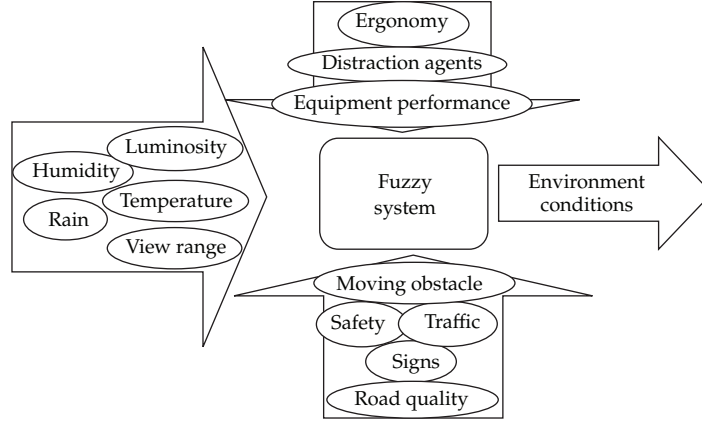 Ergonomy
Distraction agents
Equipment performance
Luminosity
Humidity
Temperature
Rain
View range
Fuzzy
system
Environment
conditions
Moving obstacle
Safety
Traffic
Signs
Road quality